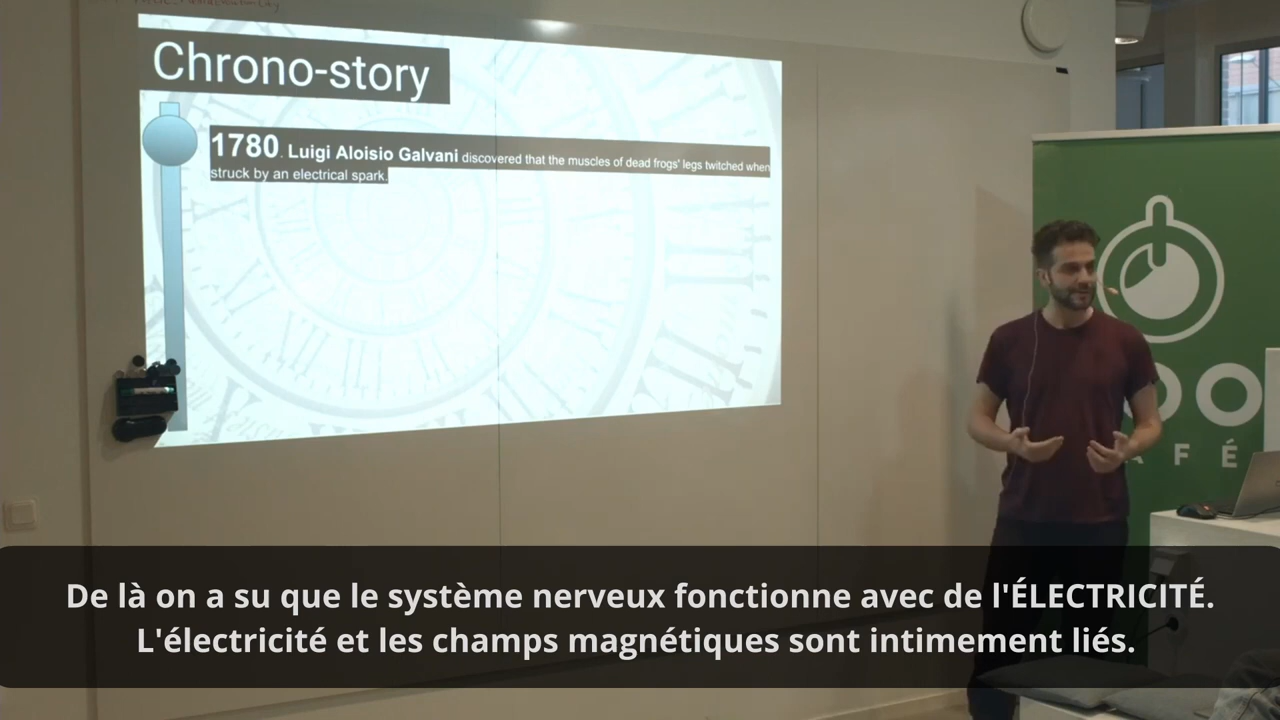 Chrono-story
1780. Luigi Aloisio Galvani discovered that the muscles of dead frogs' legs twitched when
struck by an electrical spark.
AFÉ
De là on a su que le système nerveux fonctionne avec de l'ÉLECTRICITÉ.
L'électricité et les champs magnétiques sont intimement liés.